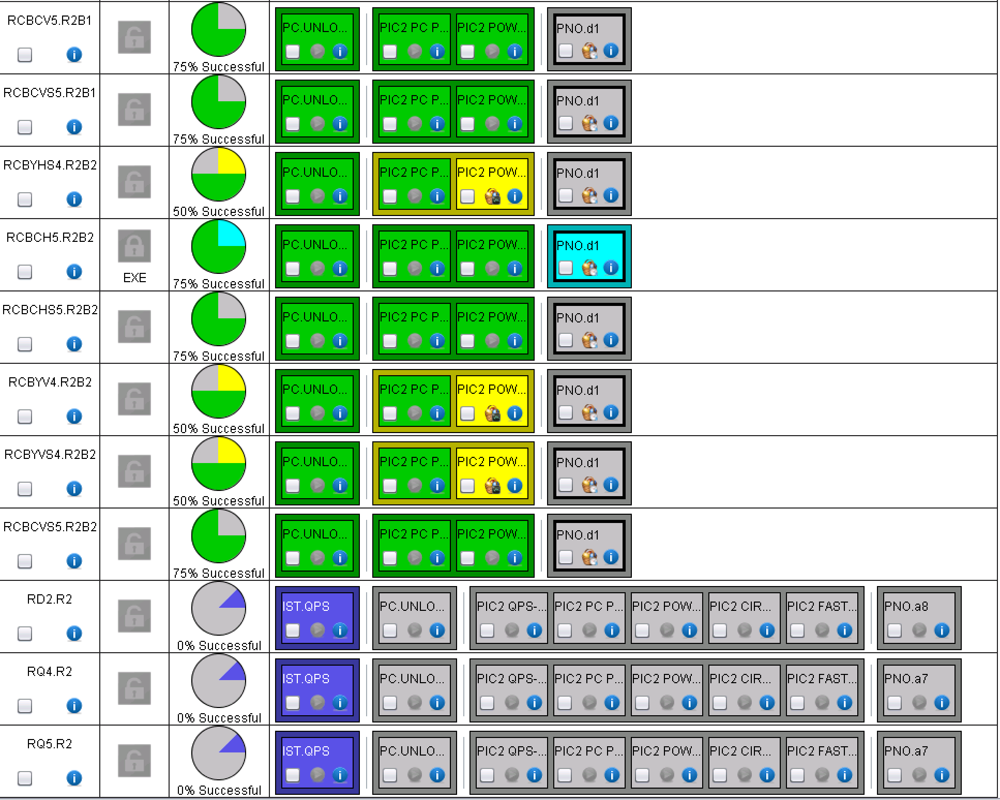 RCBCV5.R2B1
75% Successful
PC.UNLO...
PIC2 PC P...
PIC2 POW...
PNO.d1
RCBCVS5.R2B1
75% Successful
PC.UNLO...
PIC2 PC P...
PIC2 POW...
PNO.d1
RCBYHS4.R2B2
50% Successful
PC.UNLO...
PIC2 PC P...
PIC2 POW...
PNO.d1
RCBCH5.R2B2
EXE
75% Successful
PC.UNLO...
PIC2 PC P...
PIC2 POW...
PNO.d1
RCBCHS5.R2B2
75% Successful
PC.UNLO...
PIC2 PC P...
PIC2 POW...
PNO.d1
RCBYV4.R2B2
50% Successful
PC.UNLO...
PIC2 PC P...
PIC2 POW...
PNO.d1
RCBYVS4.R2B2
50% Successful
PC.UNLO...
PIC2 PC P...
PIC2 POW...
PNO.d1
RCBCVS5.R2B2
75% Successful
PC.UNLO...
PIC2 PC P...
PIC2 POW...
PNO.d1
RD2.R2
0% Successful
IST.QPS
PC.UNLO...
PIC2 QPS-...
PIC2 PC P...
PIC2 POW...
PIC2 CIR...
PIC2 FAST...
PNO.a8
RQ4.R2
0% Successful
IST.QPS
PC.UNLO...
PIC2 QPS-...
PIC2 PC P...
PIC2 POW...
PIC2 CIR...
PIC2 FAST...
PNO.a7
RQ5.R2
0% Successful
IST.QPS
PC.UNLO...
PIC2 QPS-...
PIC2 PC P...
PIC2 POW...
PIC2 CIR...
PIC2 FAST...
PNO.a7